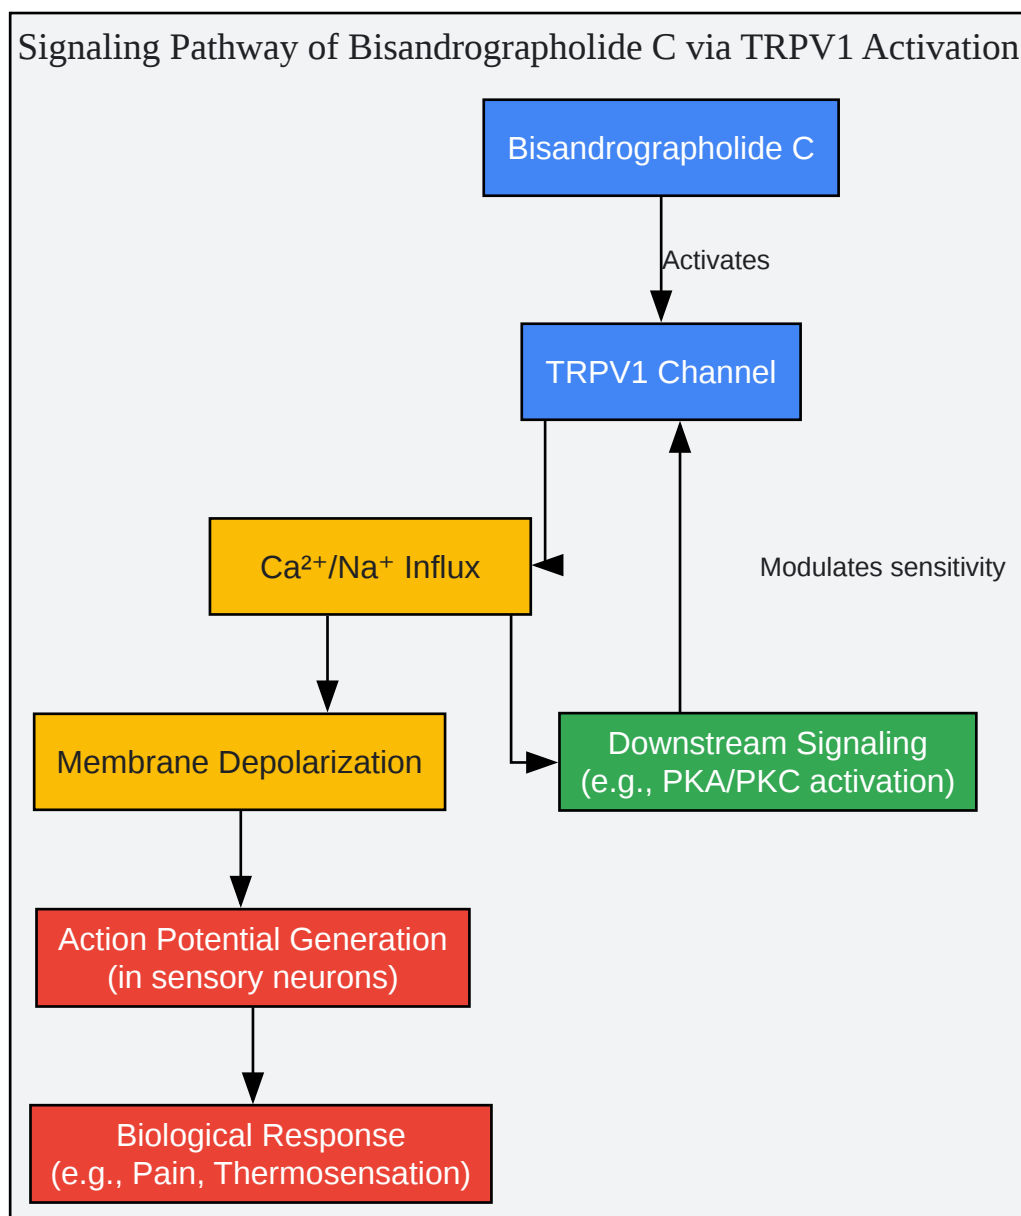 Signaling Pathway of Bisandrographolide C via TRPV1 Activation
Bisandrographolide C
Activates
TRPV1 Channel
Ca²⁺/Na⁺ Influx
Modulates sensitivity
Membrane Depolarization
Downstream Signaling
(e.g., PKA/PKC activation)
Action Potential Generation
(in sensory neurons)
Biological Response
(e.g., Pain, Thermosensation)